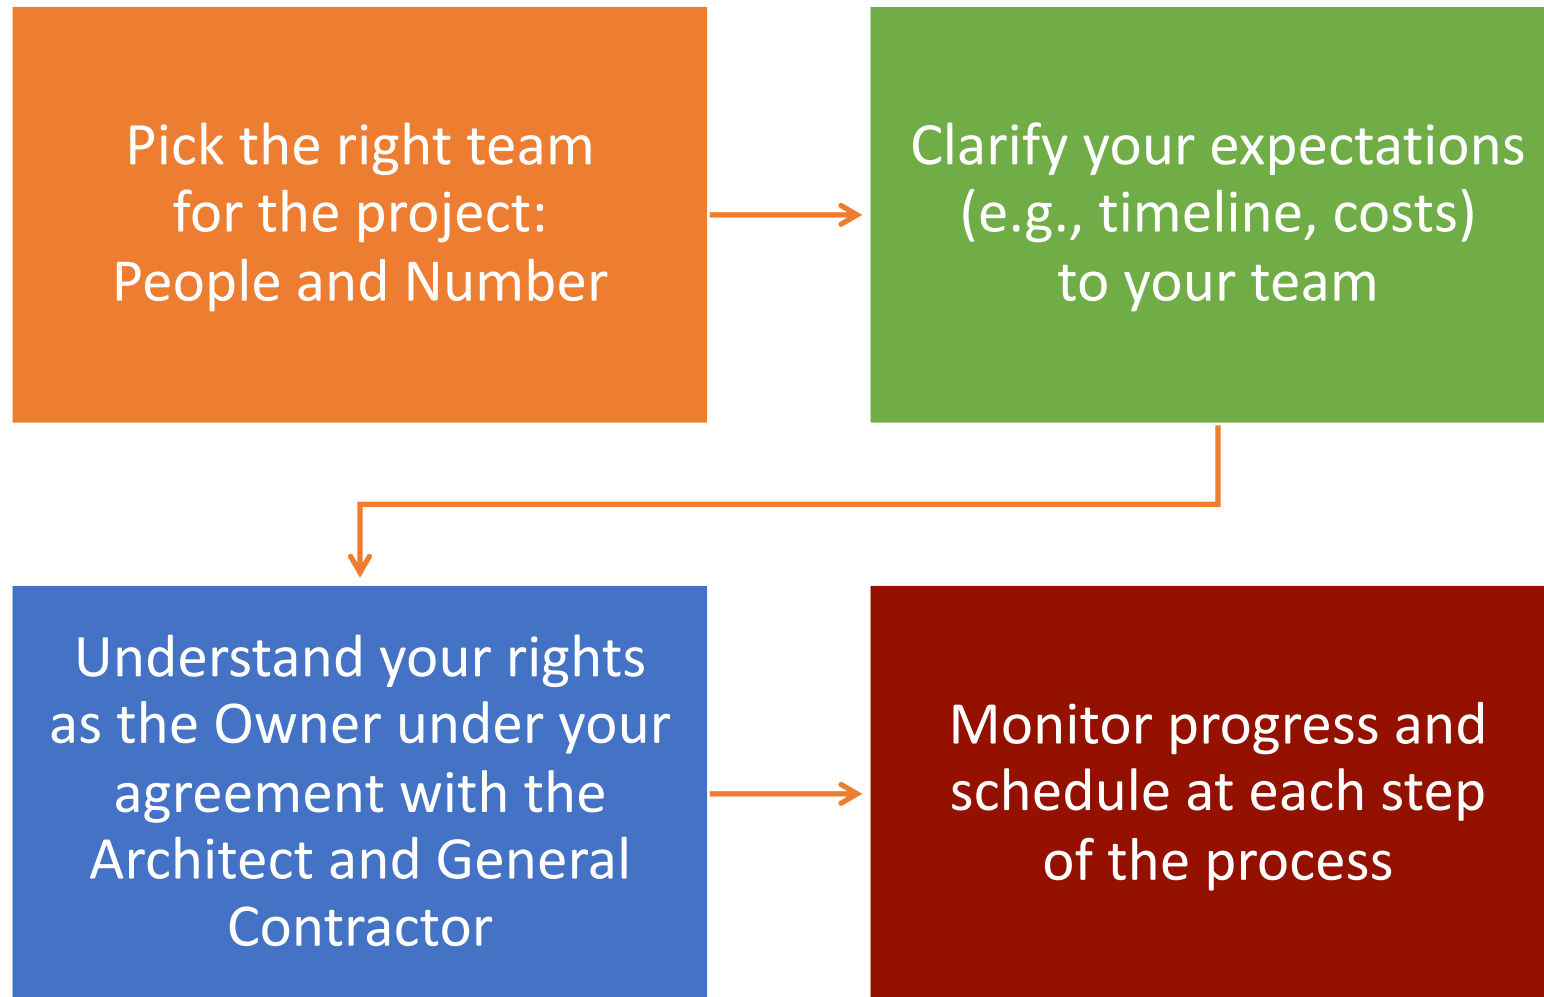 Pick the right team
for the project:
People and Number
Clarify your expectations
(e.g., timeline, costs)
to your team
Understand your rights
as the Owner under your
agreement with the
Architect and General
Contractor
Monitor progress and
schedule at each step
of the process